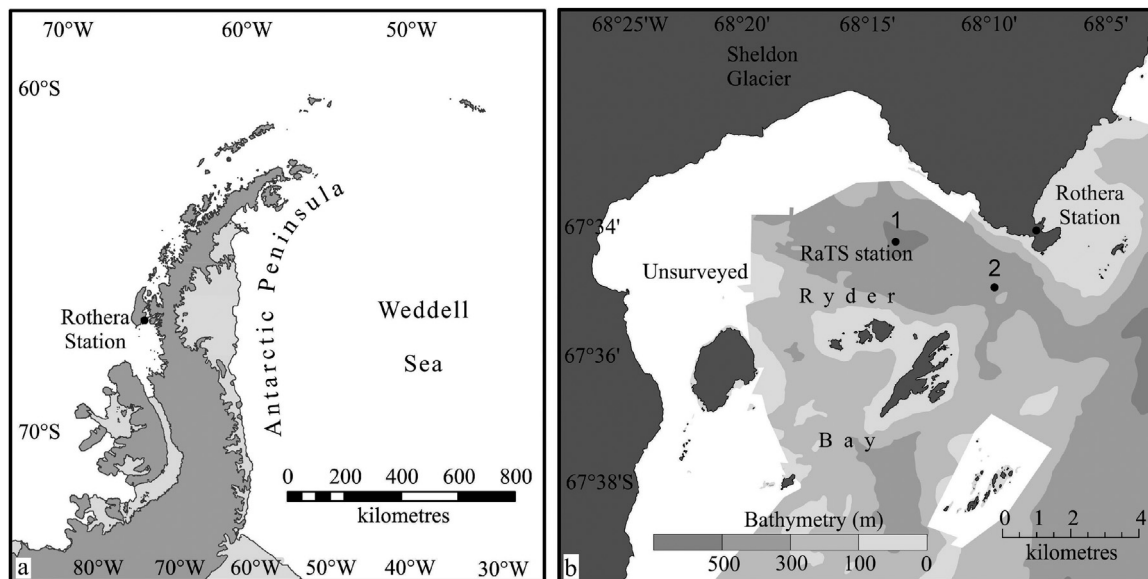 70°W 60°W 50°W
60°S
Antarctic Peninsula
Rothera
Station
Weddell
Sea
70°S
0 200 400 600 800
kilometres
a
80°W 70°W 60°W 50°W 40°W 30°W
68°25'W 68°20' 68°15' 68°10' 68°5'
Sheldon
Glacier
Rothera
Station
67°34'
1
RaTS station
2
Unsurveyed
Ryder
67°36'
Bay
67°38'S
Bathymetry (m)
500 300 100 0
0 1 2 4
kilometres
b